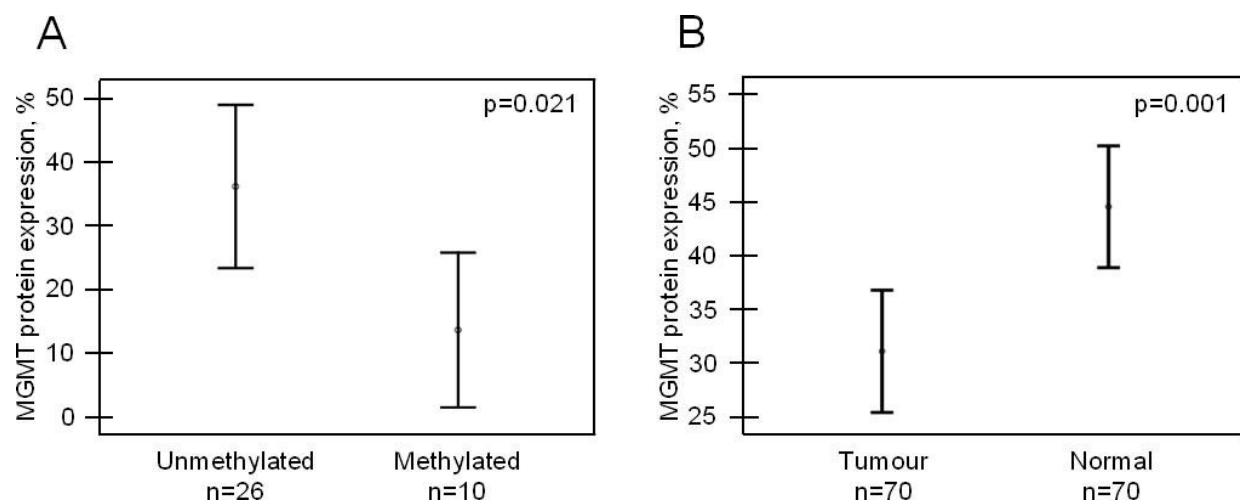 A
MGMT protein expression, %
50
40
30
20
10
0
p=0.021
Unmethylated
n=26
Methylated
n=10
B
MGMT protein expression, %
55
50
45
40
35
30
25
p=0.001
Tumour
n=70
Normal
n=70